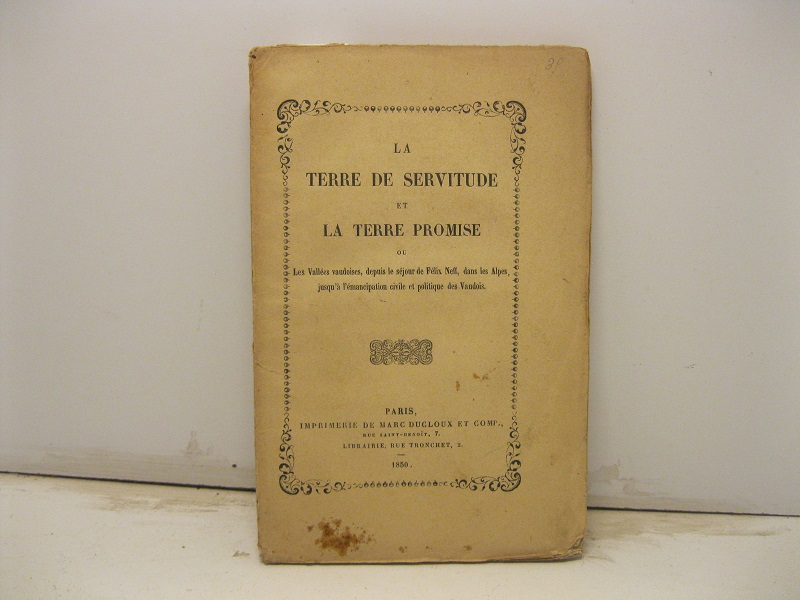 LA
TERRE DE SERVITUDE
ET
LA TERRE PROMISE
OU
Les Vallées vaudoises, depuis le séjour de Félix Neff, dans les Alpes,
jusqu'à l'émancipation civile et politique des Vaudois.
PARIS,
IMPRIMERIE DE MARC DUCLOUX ET COMP.,
RUE SAINT-BENOÎT, 7.
LIBRAIRIE, RUE TRONCHET, 2.
1850.